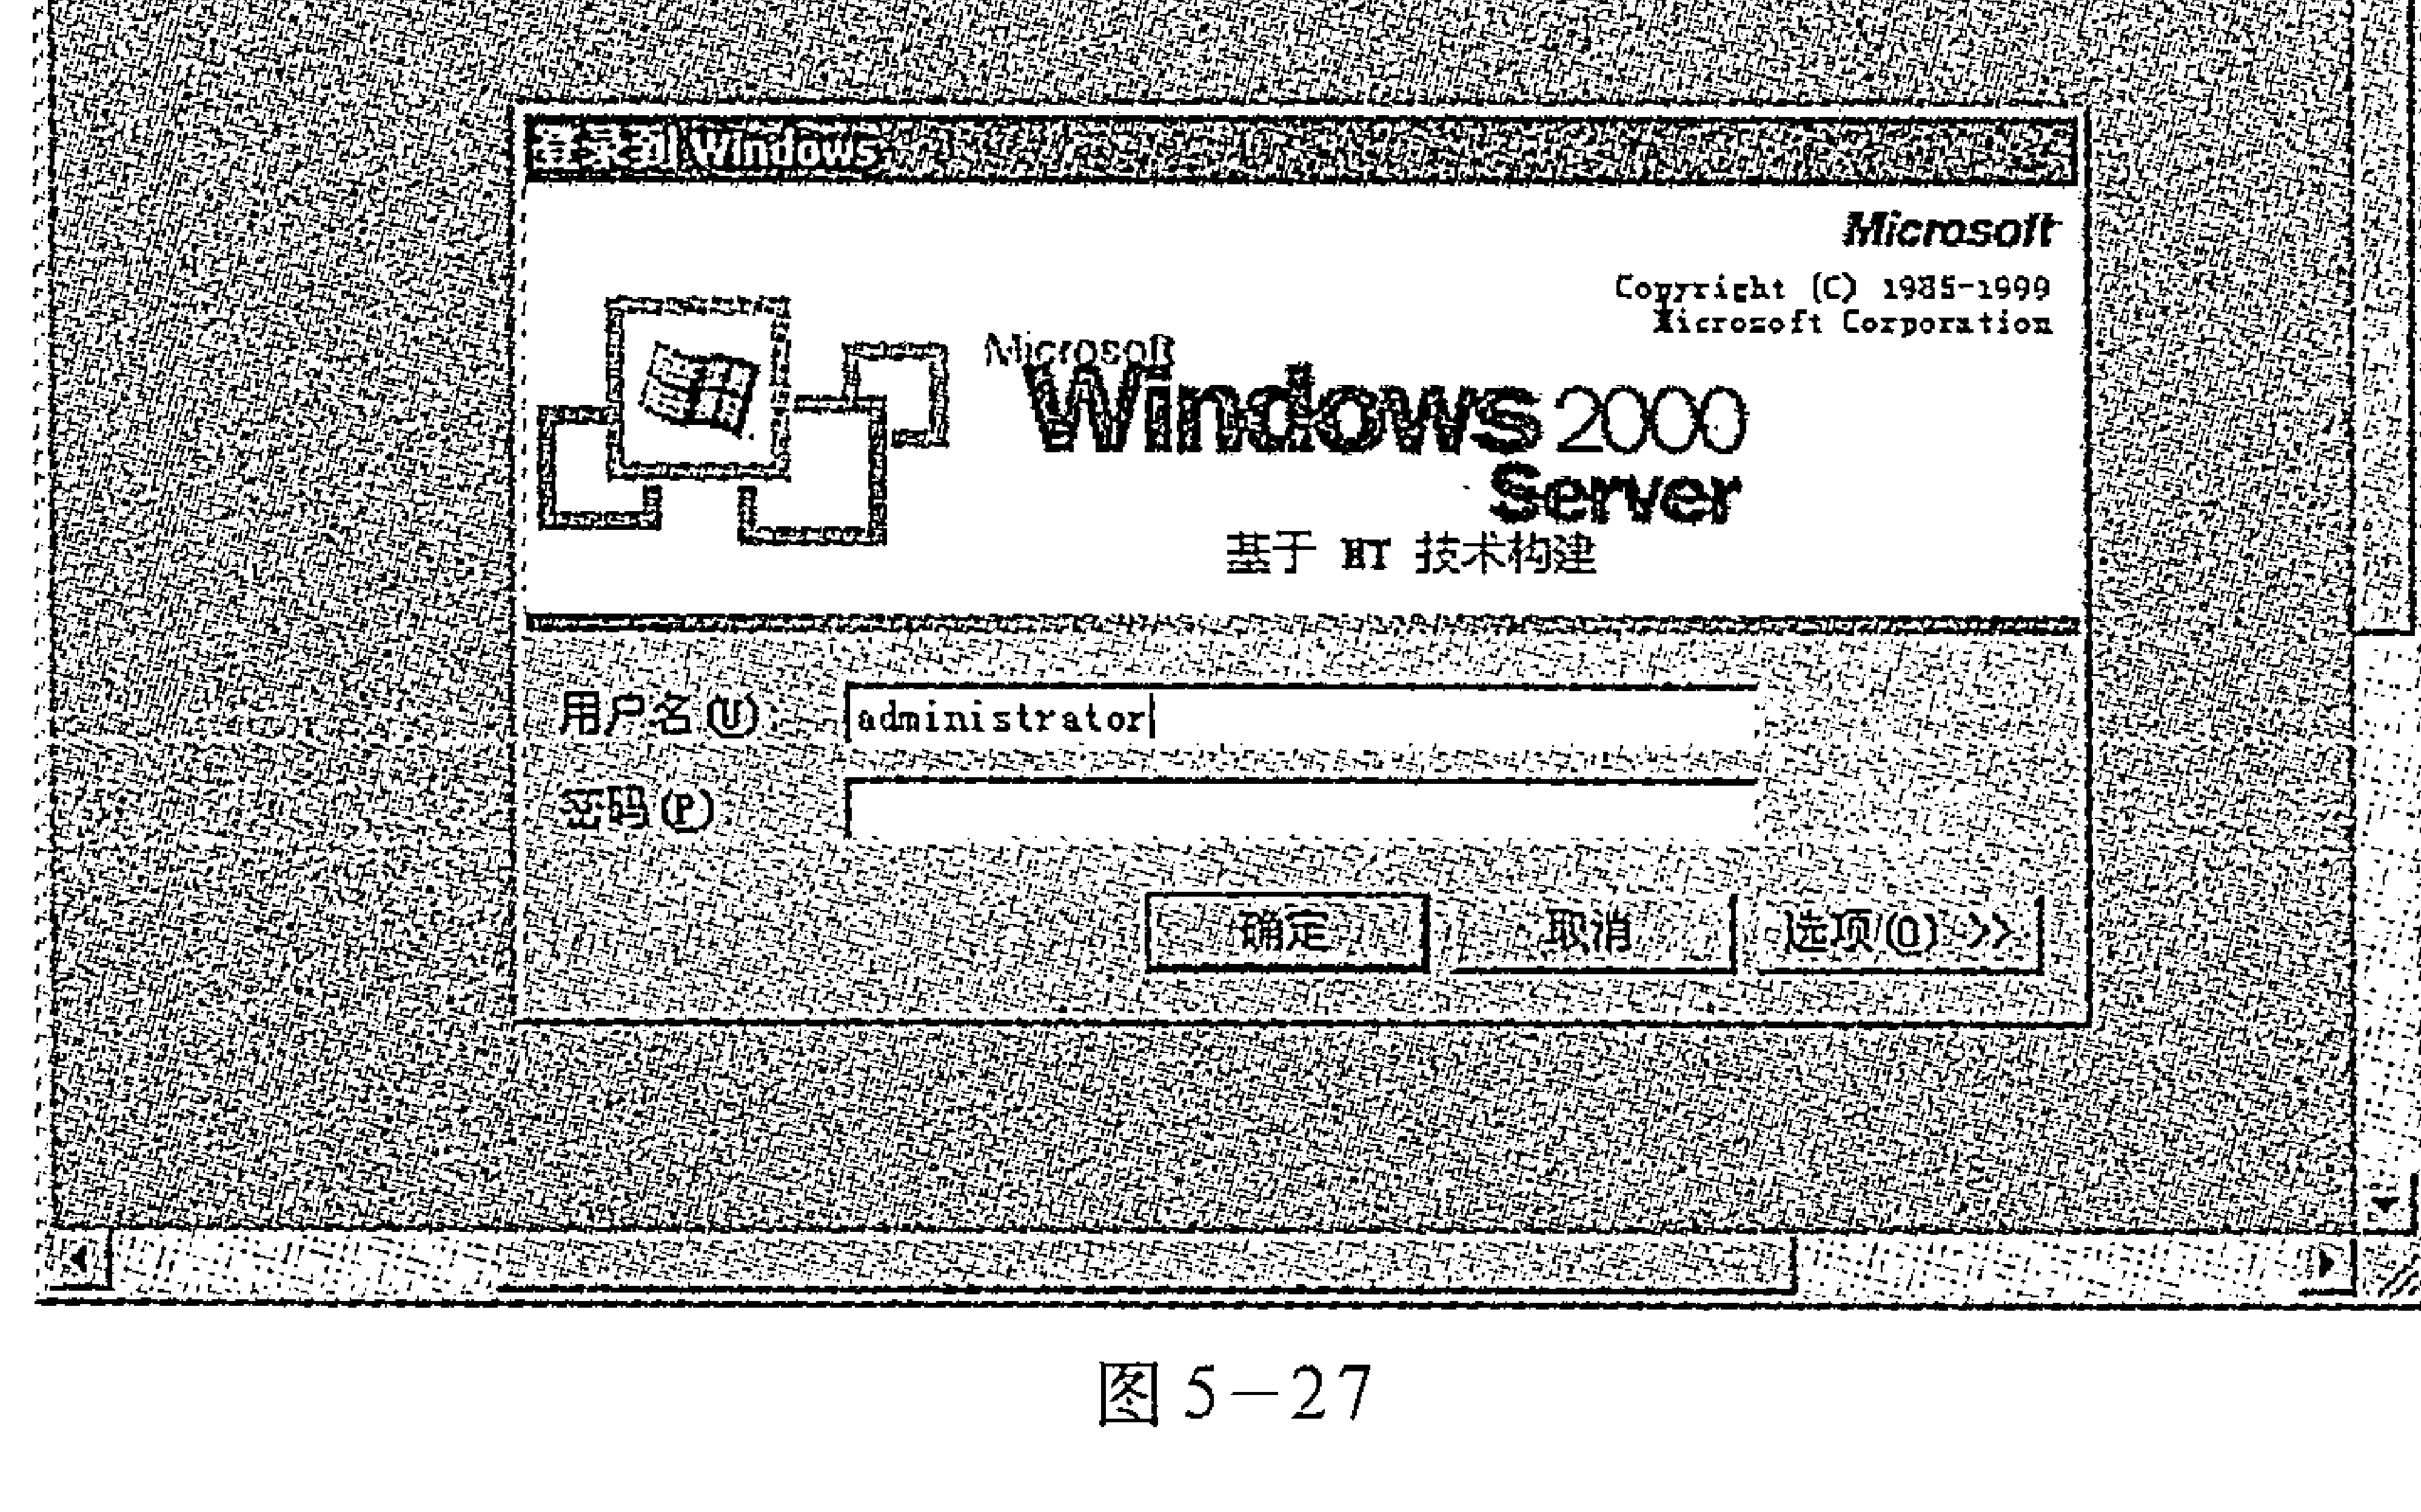 登录到 Windows
Microsoft
Copyright (C) 1985-1999
Microsoft Corporation
Microsoft
Windows 2000
Server
基于 NT 技术构建
用户名(U):
administrator
密码(P):
确定
取消
选项(O) >>
图 5-27